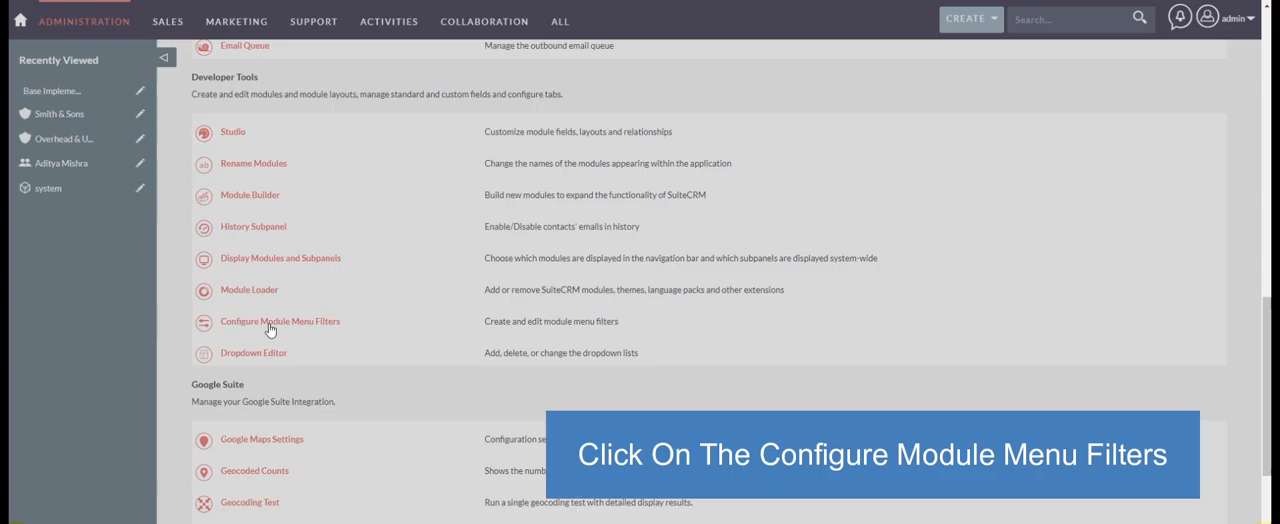 ADMINISTRATION SALES MARKETING SUPPORT ACTIVITIES COLLABORATION ALL CREATE Search... admin
Recently Viewed
Base Impleme...
Smith & Sons
Overhead & U...
Aditya Mishra
system
Email Queue Manage the outbound email queue
Developer Tools
Create and edit modules and module layouts, manage standard and custom fields and configure tabs.
Studio Customize module fields, layouts and relationships
Rename Modules Change the names of the modules appearing within the application
Module Builder Build new modules to expand the functionality of SuiteCRM
History Subpanel Enable/Disable contacts' emails in history
Display Modules and Subpanels Choose which modules are displayed in the navigation bar and which subpanels are displayed system-wide
Module Loader Add or remove SuiteCRM modules, themes, language packs and other extensions
Configure Module Menu Filters Create and edit module menu filters
Dropdown Editor Add, delete, or change the dropdown lists
Google Suite
Manage your Google Suite Integration.
Google Maps Settings Configuration se
Geocoded Counts Shows the numb
Geocoding Test Run a single geocoding test with detailed display results.
Click On The Configure Module Menu Filters